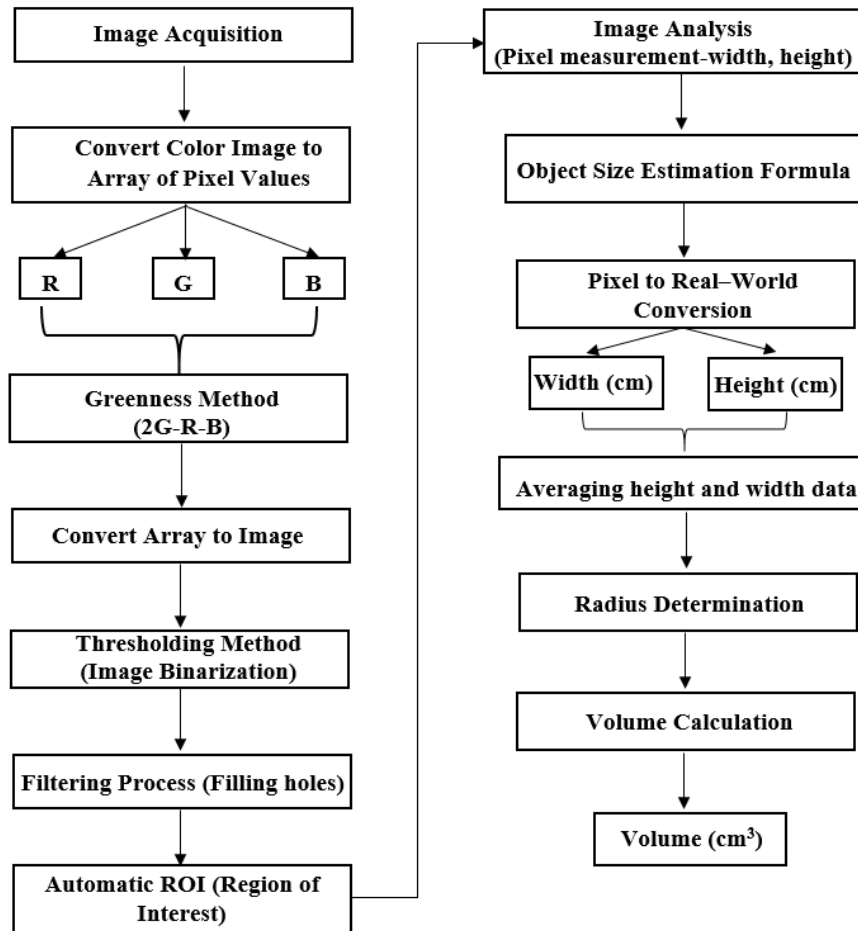 Image Acquisition
Convert Color Image to
Array of Pixel Values
R
G
B
Greenness Method
(2G-R-B)
Convert Array to Image
Thresholding Method
(Image Binarization)
Filtering Process (Filling holes)
Automatic ROI (Region of
Interest)
Image Analysis
(Pixel measurement-width, height)
Object Size Estimation Formula
Pixel to Real–World
Conversion
Width (cm)
Height (cm)
Averaging height and width data
Radius Determination
Volume Calculation
Volume (cm³)